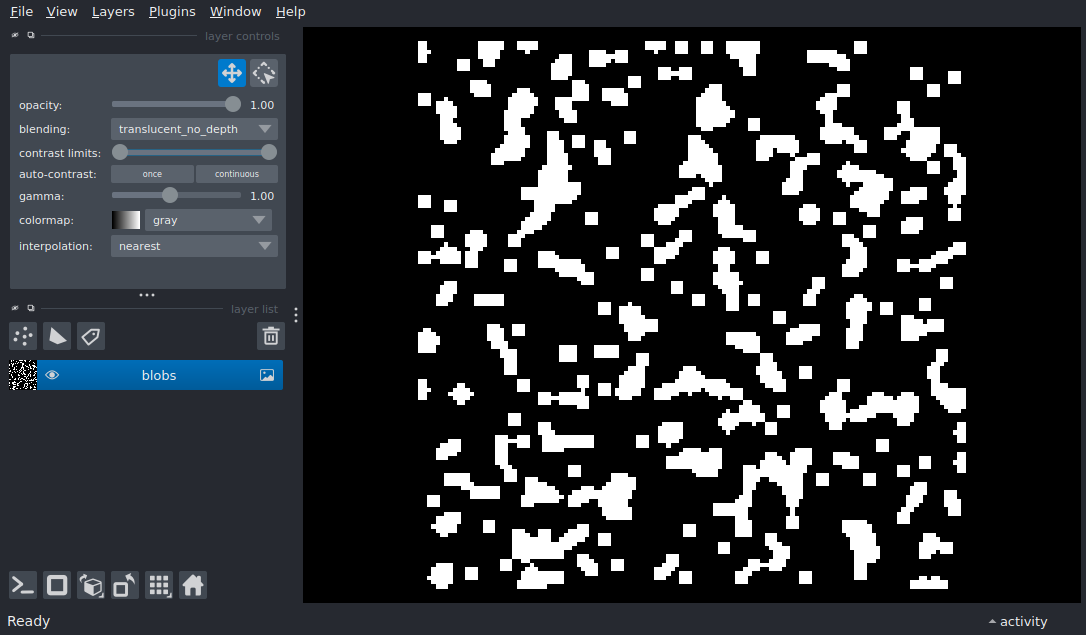 File View Layers Plugins Window Help
layer controls
opacity: 1.00
blending: translucent_no_depth
contrast limits:
auto-contrast: once continuous
gamma: 1.00
colormap: gray
interpolation: nearest
layer list
blobs
Ready activity